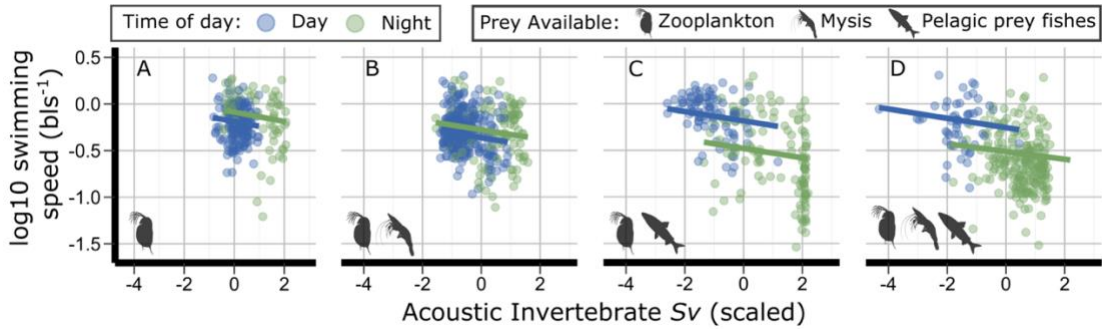 Time of day: Day Night
Prey Available: Zooplankton Mysis Pelagic prey fishes
log10 swimming
speed (bls⁻¹)
0.5
0.0
-0.5
-1.0
-1.5
A B C D
-4 -2 0 2 -4 -2 0 2 -4 -2 0 2 -4 -2 0 2
Acoustic Invertebrate Sv (scaled)